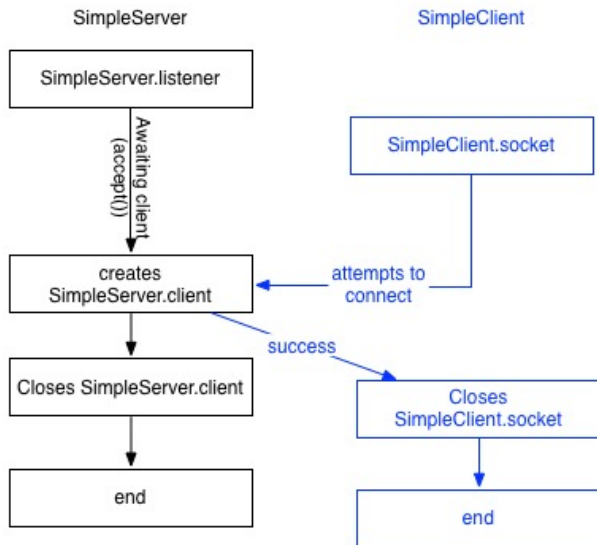 SimpleServer
SimpleClient
SimpleServer.listener
Awaiting client
(accept())
SimpleClient.socket
creates
SimpleServer.client
attempts to
connect
success
Closes SimpleServer.client
Closes
SimpleClient.socket
end
end